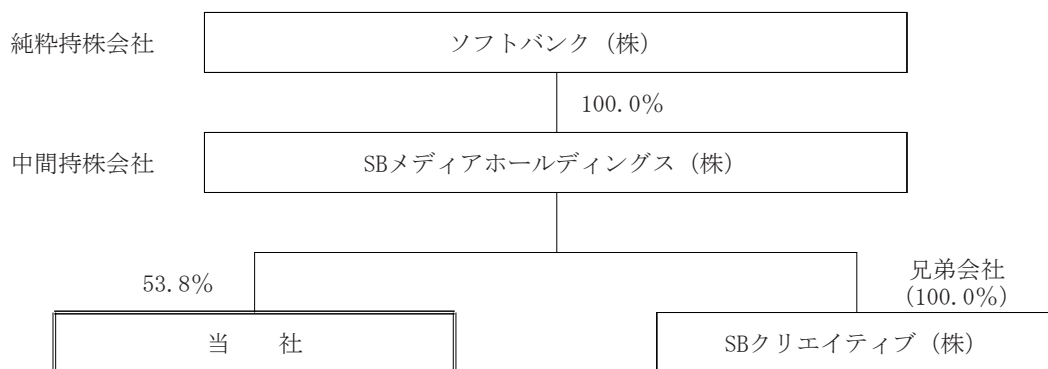 純粋持株会社
ソフトバンク（株）
100.0%
中間持株会社
SBメディアホールディングス（株）
53.8%
兄弟会社
(100.0%)
当　　社
SBクリエイティブ（株）